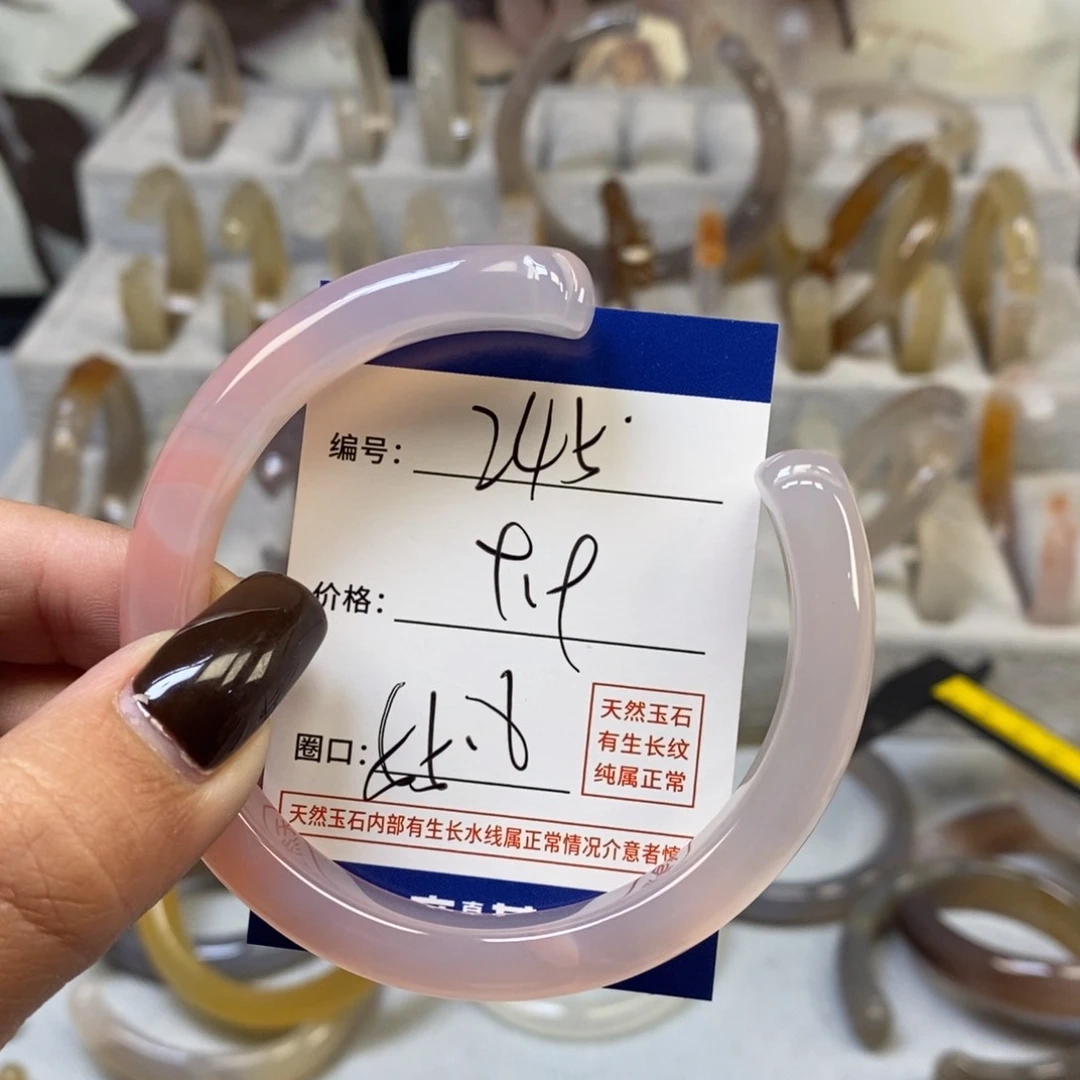 编号: 245.
价格:
圈口:
天然玉石
有生长纹
纯属正常
天然玉石内部有生长水线属正常情况介意者慎